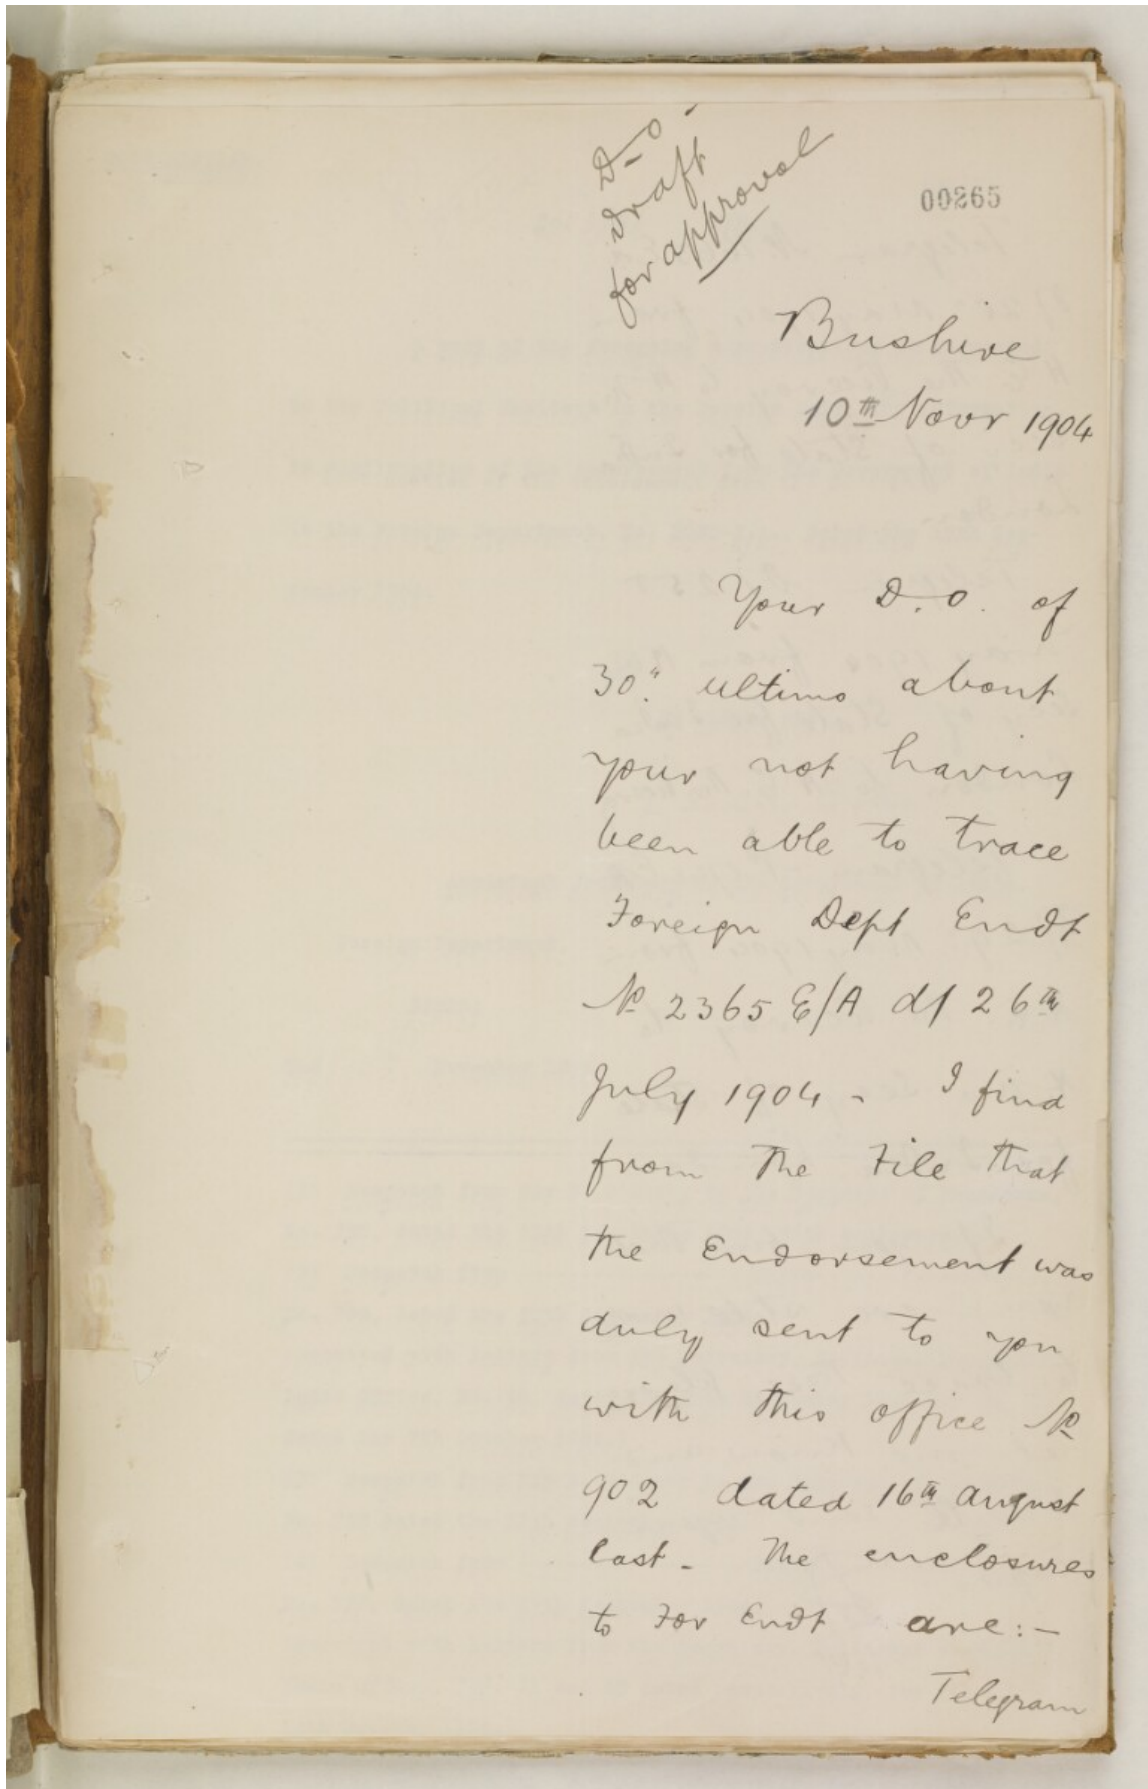 D-O
Draft
for approval
00265
Bushire
10th Novr 1904
Your D.O. of
30" ultimo about
your not having
been able to trace
Foreign Dept Endt
No 2365 E/A d/ 26th
July 1904 - I find
from the File that
the Endorsement was
duly sent to you
with this office No
902 dated 16th august
last - The enclosures
to For Endt are:-
Telegram